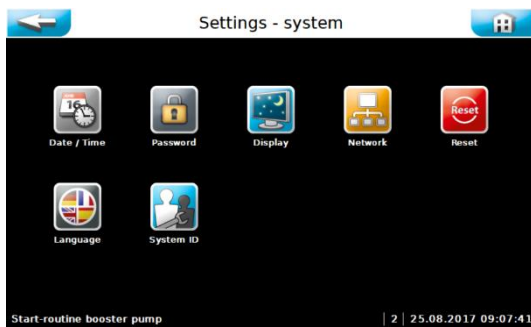 Settings - system
16
Reset
Date / Time Password Display Network Reset
Language System ID
Start-routine booster pump | 2 | 25.08.2017 09:07:41